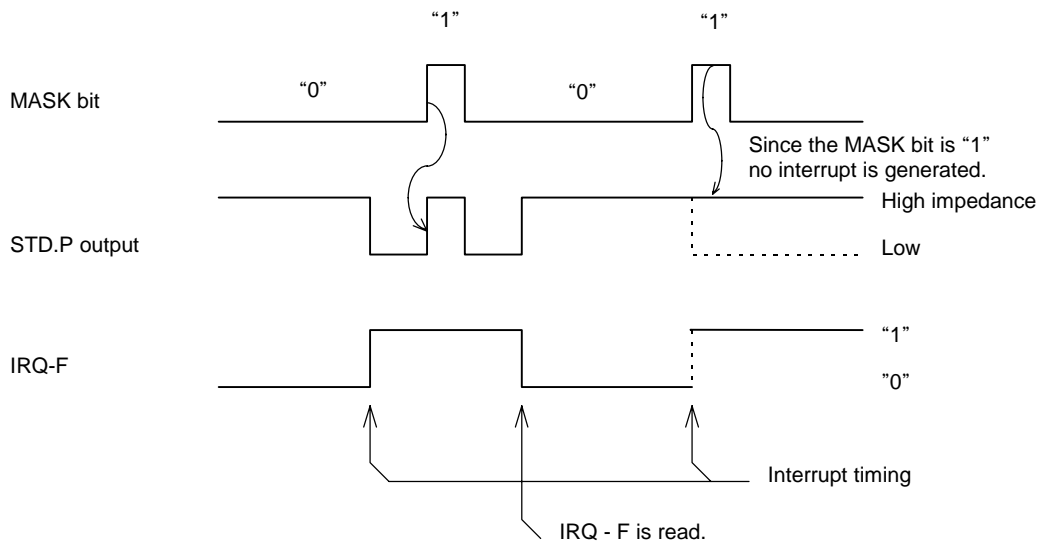 “1”
“1”
“0”
“0”
MASK bit
Since the MASK bit is “1”
no interrupt is generated.
High impedance
STD.P output
Low
“1”
IRQ-F
”0”
Interrupt timing
IRQ - F is read.